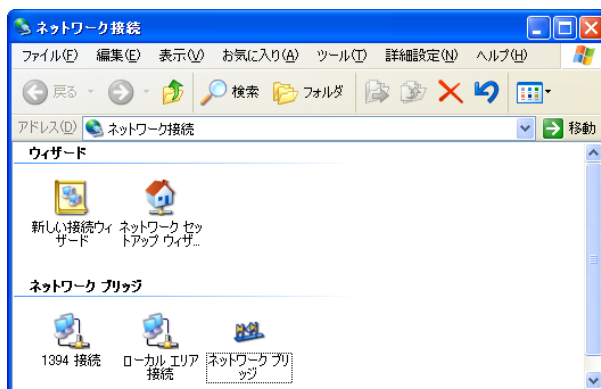 ネットワーク接続
ファイル(F) 編集(E) 表示(V) お気に入り(A) ツール(T) 詳細設定(N) ヘルプ(H)
戻る 検索 フォルダ
アドレス(D) ネットワーク接続 移動
ウィザード
新しい接続ウィ ネットワーク セッ
ザード トアップ ウィザ...
ネットワーク ブリッジ
1394 接続 ローカル エリア ネットワーク ブリ
接続 ッジ